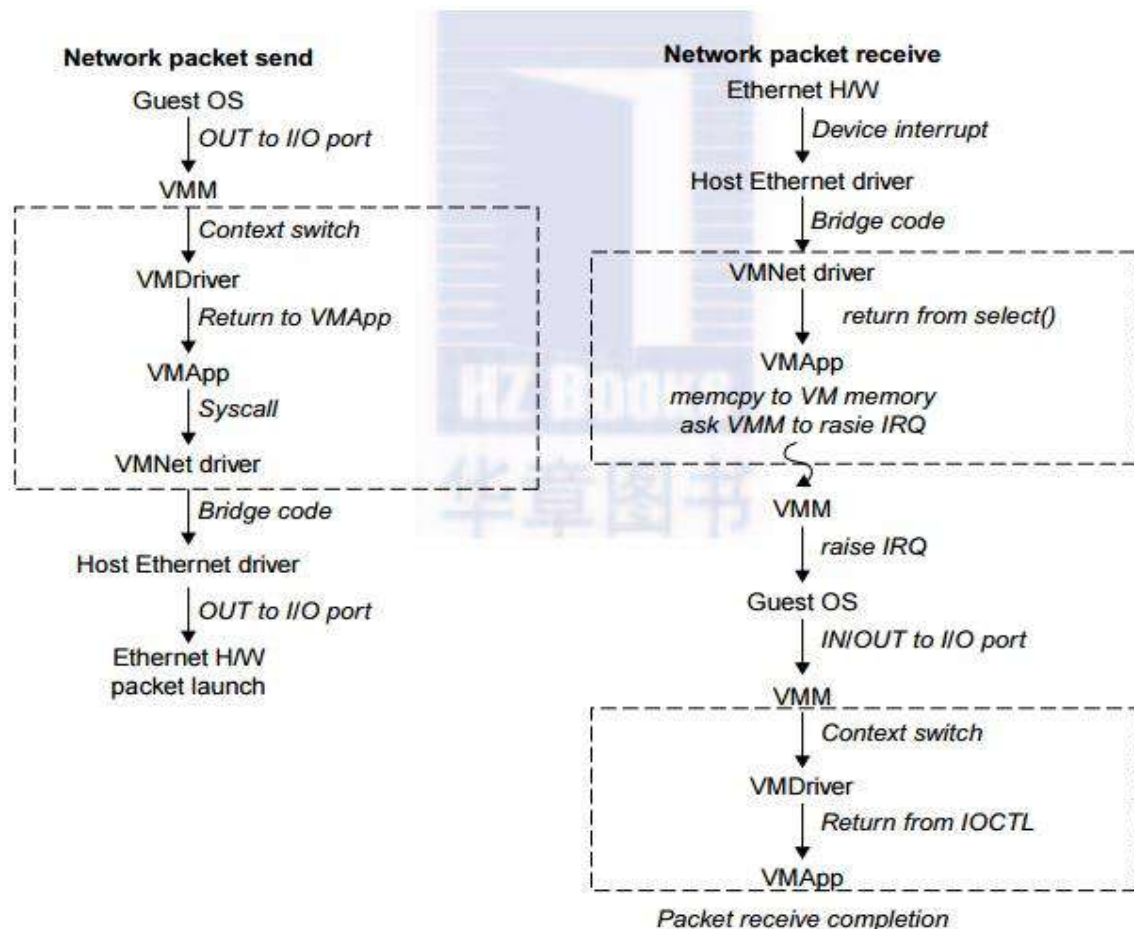 Network packet send
Guest OS
OUT to I/O port
VMM
Context switch
VMDriver
Return to VMApp
VMApp
Syscall
VMNet driver
Bridge code
Host Ethernet driver
OUT to I/O port
Ethernet H/W
packet launch
Network packet receive
Ethernet H/W
Device interrupt
Host Ethernet driver
Bridge code
VMNet driver
return from select()
VMApp
memcpy to VM memory
ask VMM to rasie IRQ
VMM
raise IRQ
Guest OS
IN/OUT to I/O port
VMM
Context switch
VMDriver
Return from IOCTL
VMApp
Packet receive completion
HZ Books
华章图书